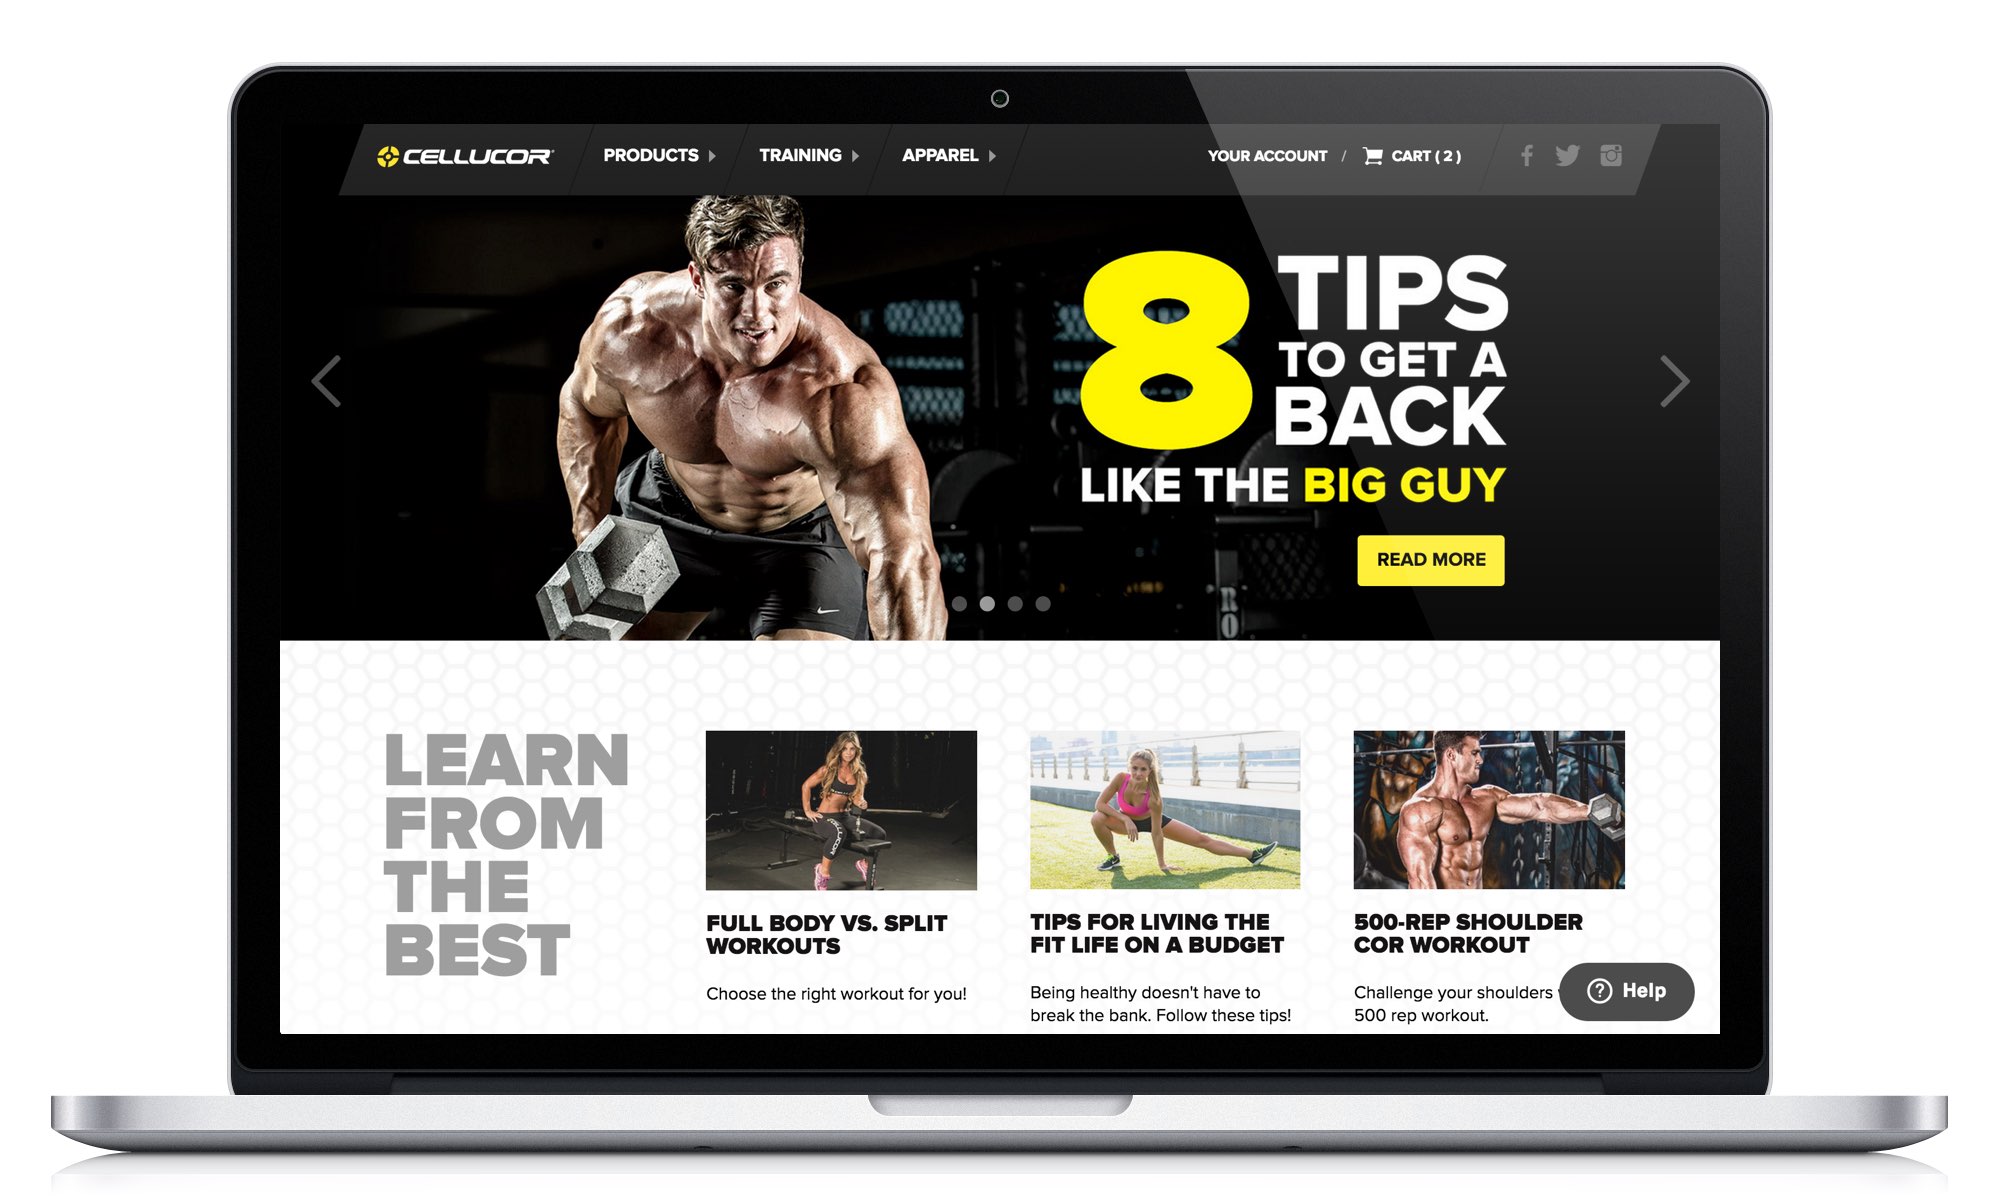 CELLUCOR
PRODUCTS
TRAINING
APPAREL
YOUR ACCOUNT / CART ( 2 )
8 TIPS
TO GET A
BACK
LIKE THE BIG GUY
READ MORE
LEARN
FROM
THE
BEST
FULL BODY VS. SPLIT
WORKOUTS
Choose the right workout for you!
TIPS FOR LIVING THE
FIT LIFE ON A BUDGET
Being healthy doesn't have to
break the bank. Follow these tips!
500-REP SHOULDER
COR WORKOUT
Challenge your shoulders
500 rep workout.
? Help